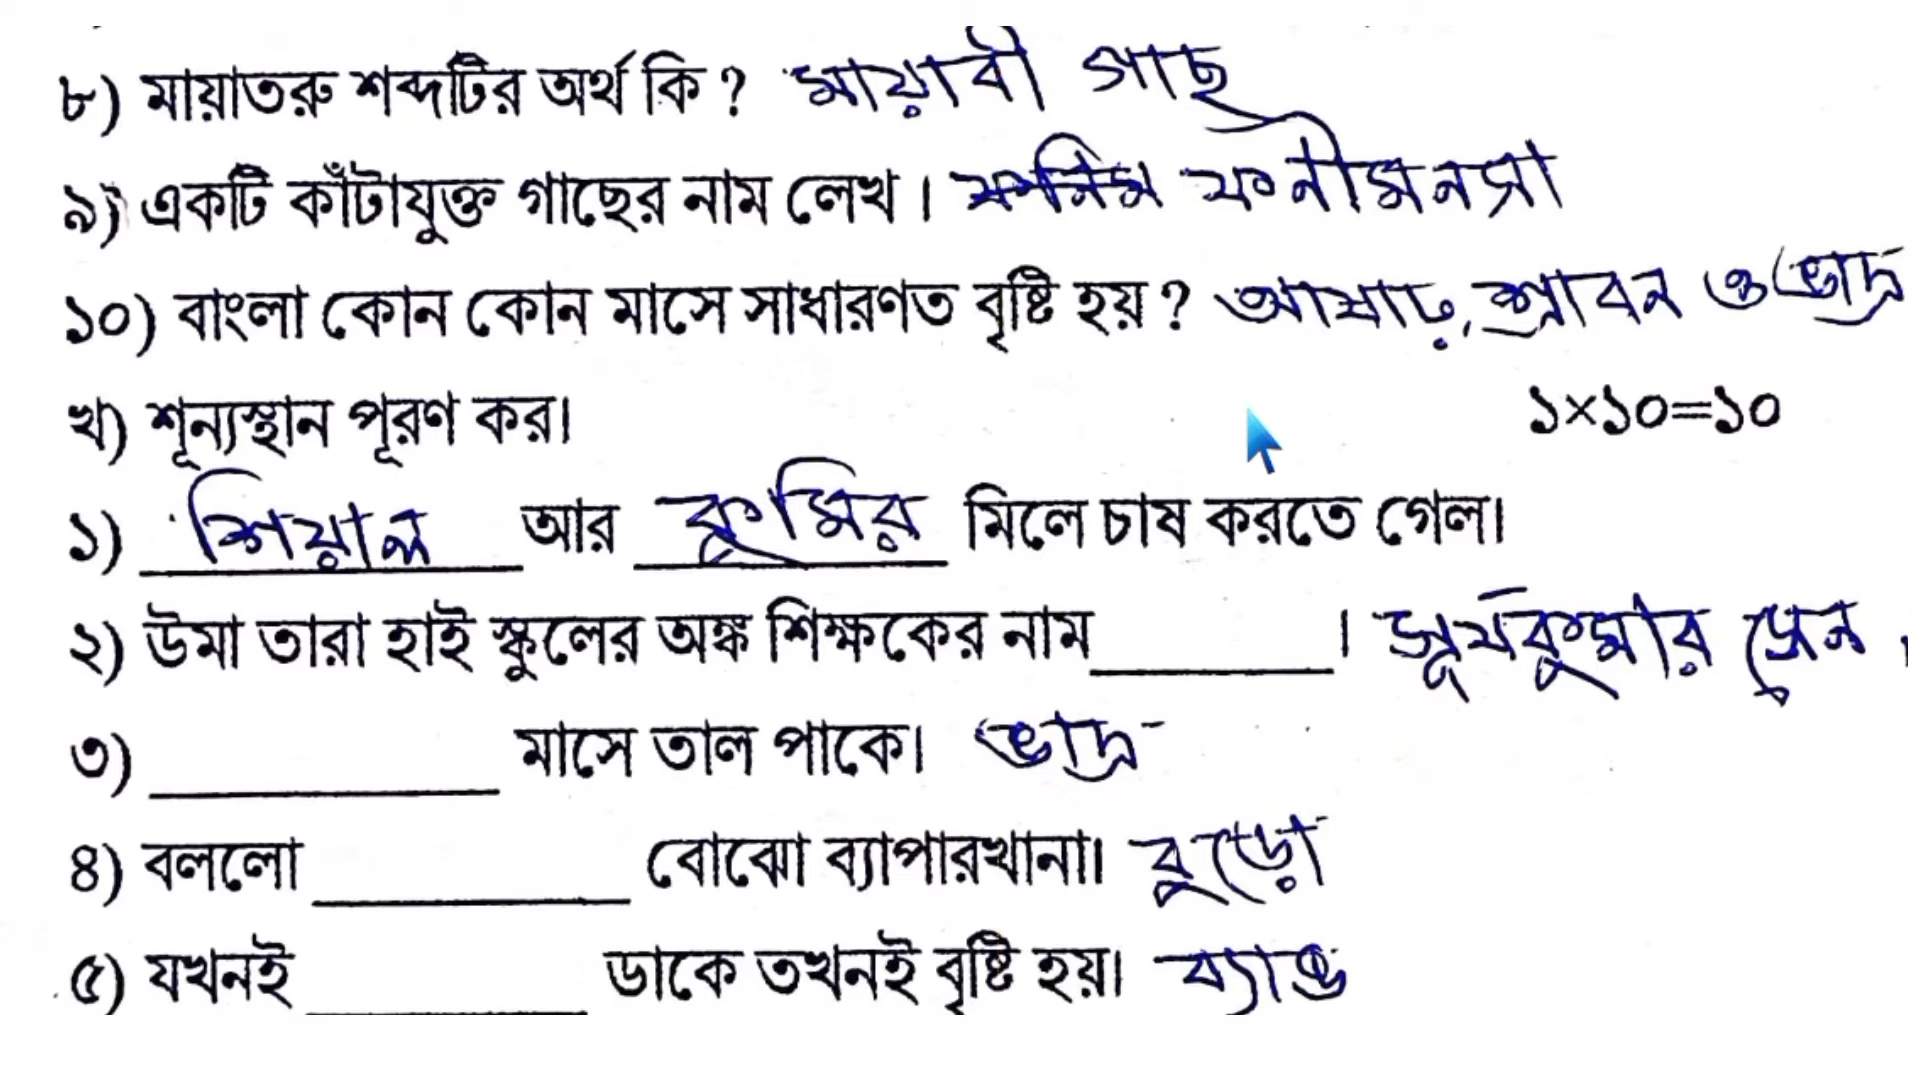 ৮) মায়াতরু শব্দটির অর্থ কি ? মায়াবী গাছ
৯) একটি কাঁটাযুক্ত গাছের নাম লেখ । ফনীমনসা
১০) বাংলা কোন কোন মাসে সাধারণত বৃষ্টি হয় ? আষাঢ়, শ্রাবন ও ভাদ্র
খ) শূন্যস্থান পূরণ কর। ১×১০=১০
১) শিয়াল আর কুমির মিলে চাষ করতে গেল।
২) উমা তারা হাই স্কুলের অঙ্ক শিক্ষকের নাম________। সূর্যকুমার সেন ।
৩) ________ মাসে তাল পাকে। ভাদ্র
৪) বললো ________ বোঝো ব্যাপারখানা। বুড়ো
৫) যখনই ________ ডাকে তখনই বৃষ্টি হয়। ব্যাঙ